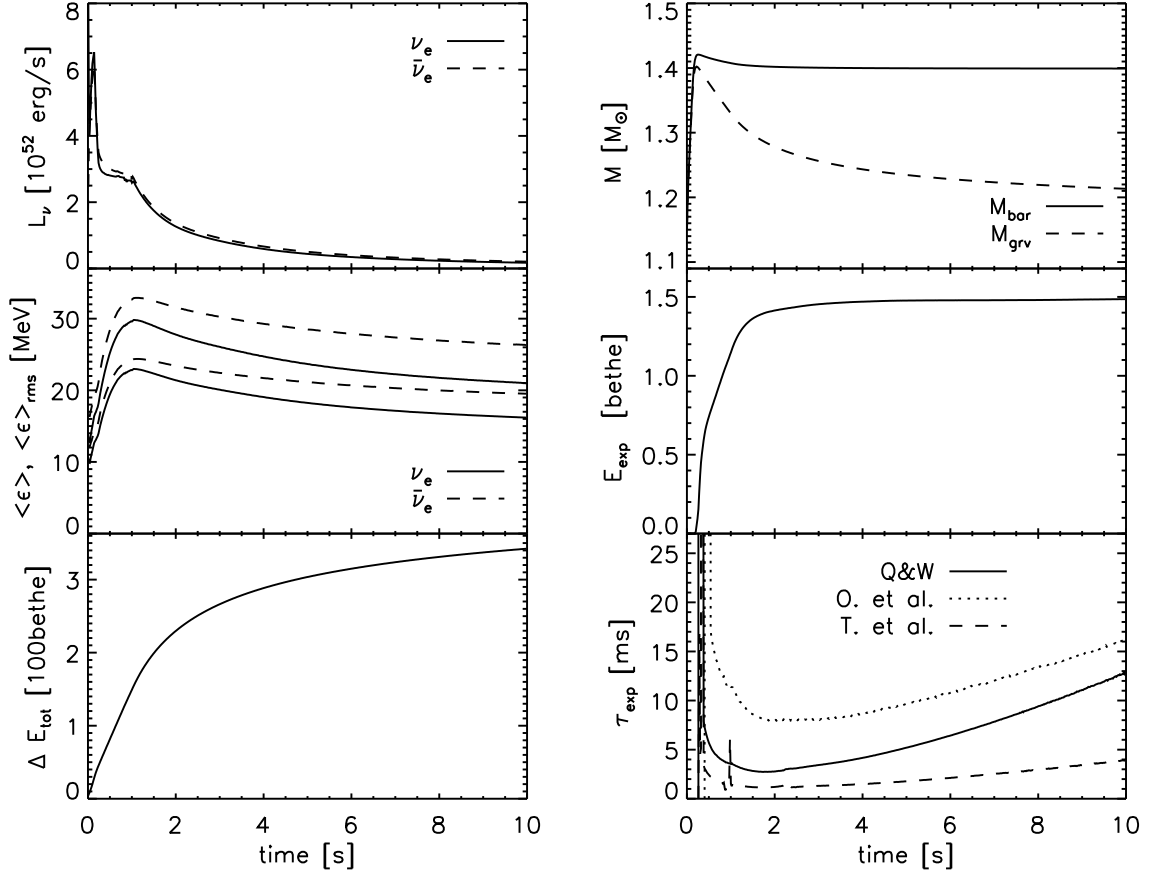 8
6
4
2
0
L_ν [10^52 erg/s]
ν_e
ν̄_e
30
20
10
0
<ϵ>, <ϵ>_rms [MeV]
ν_e
ν̄_e
3
2
1
0
Δ E_tot [100bethe]
0 2 4 6 8 10
time [s]
1.5
1.4
1.3
1.2
1.1
M [M_⊙]
M_bar
M_grv
1.5
1.0
0.5
0.0
E_exp [bethe]
25
20
15
10
5
0
τ_exp [ms]
Q&W
O. et al.
T. et al.
0 2 4 6 8 10
time [s]